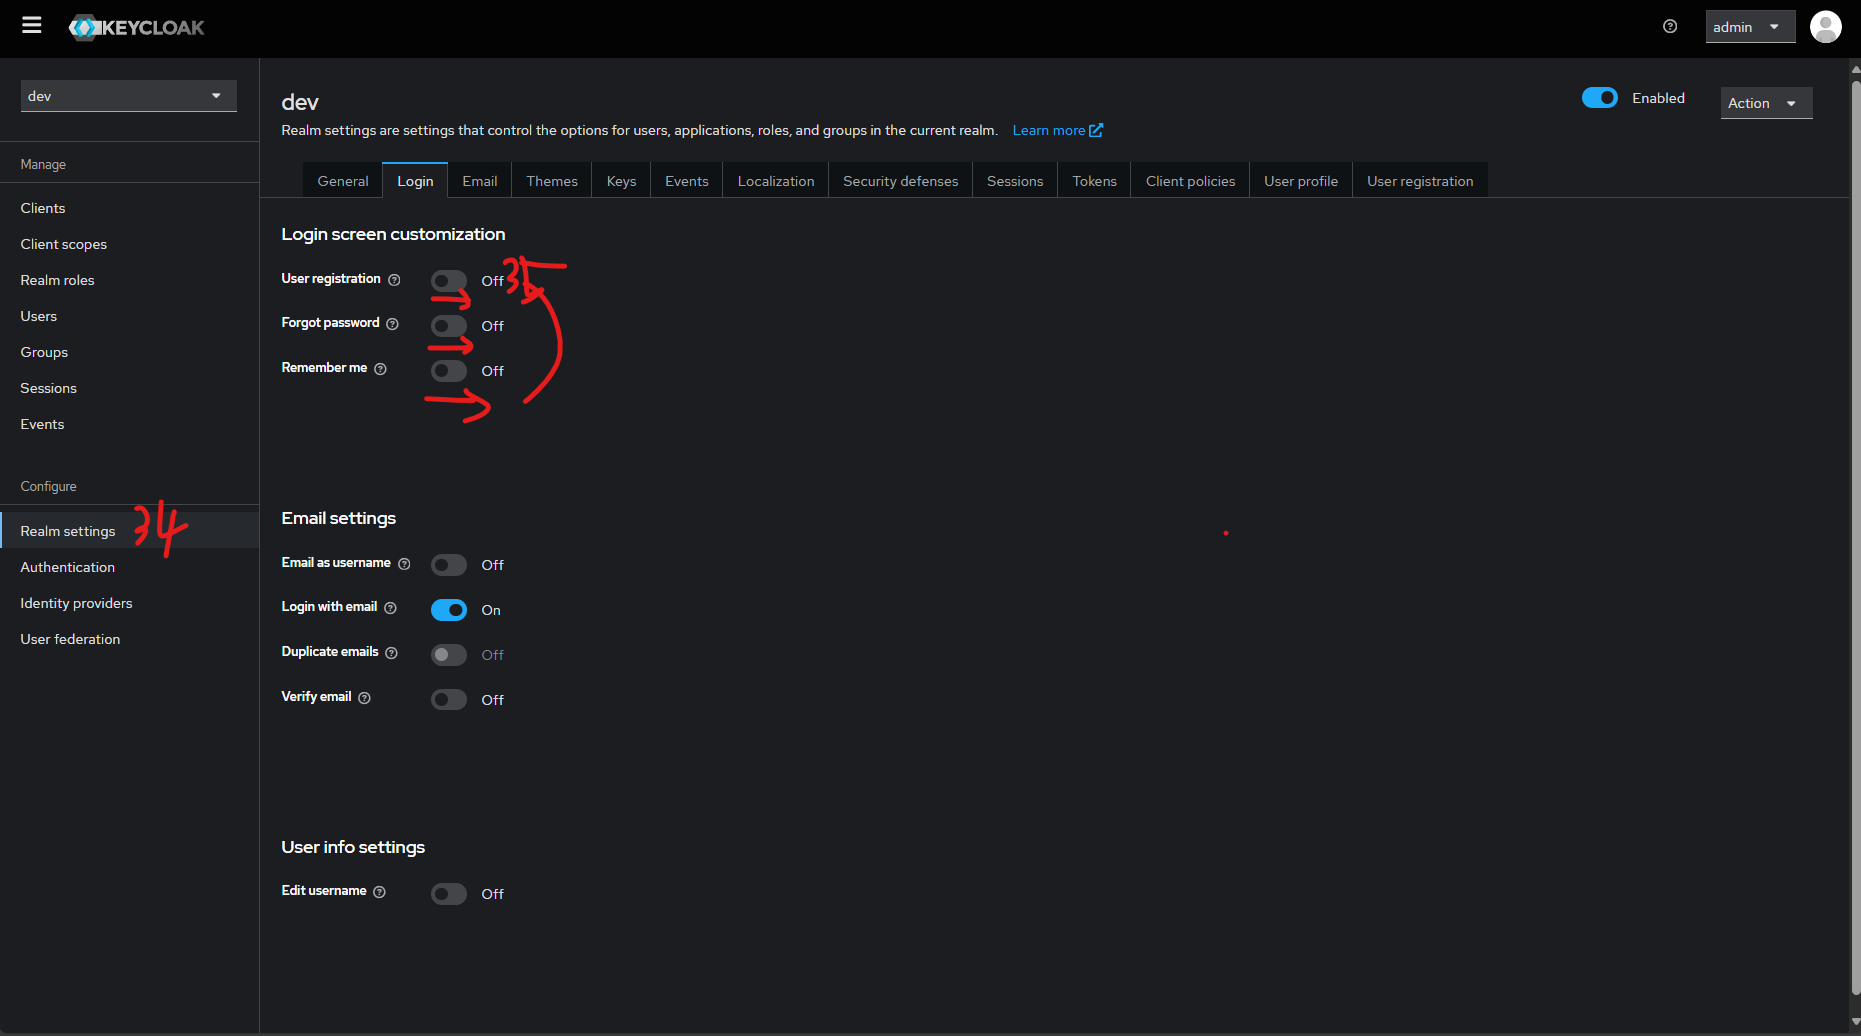 KEYCLOAK
admin
dev
Manage
Clients
Client scopes
Realm roles
Users
Groups
Sessions
Events
Configure
Realm settings 34
Authentication
Identity providers
User federation
dev
Enabled
Action
Realm settings are settings that control the options for users, applications, roles, and groups in the current realm. Learn more
General Login Email Themes Keys Events Localization Security defenses Sessions Tokens Client policies User profile User registration
Login screen customization
User registration Off 35
Forgot password Off
Remember me Off
Email settings
Email as username Off
Login with email On
Duplicate emails Off
Verify email Off
User info settings
Edit username Off